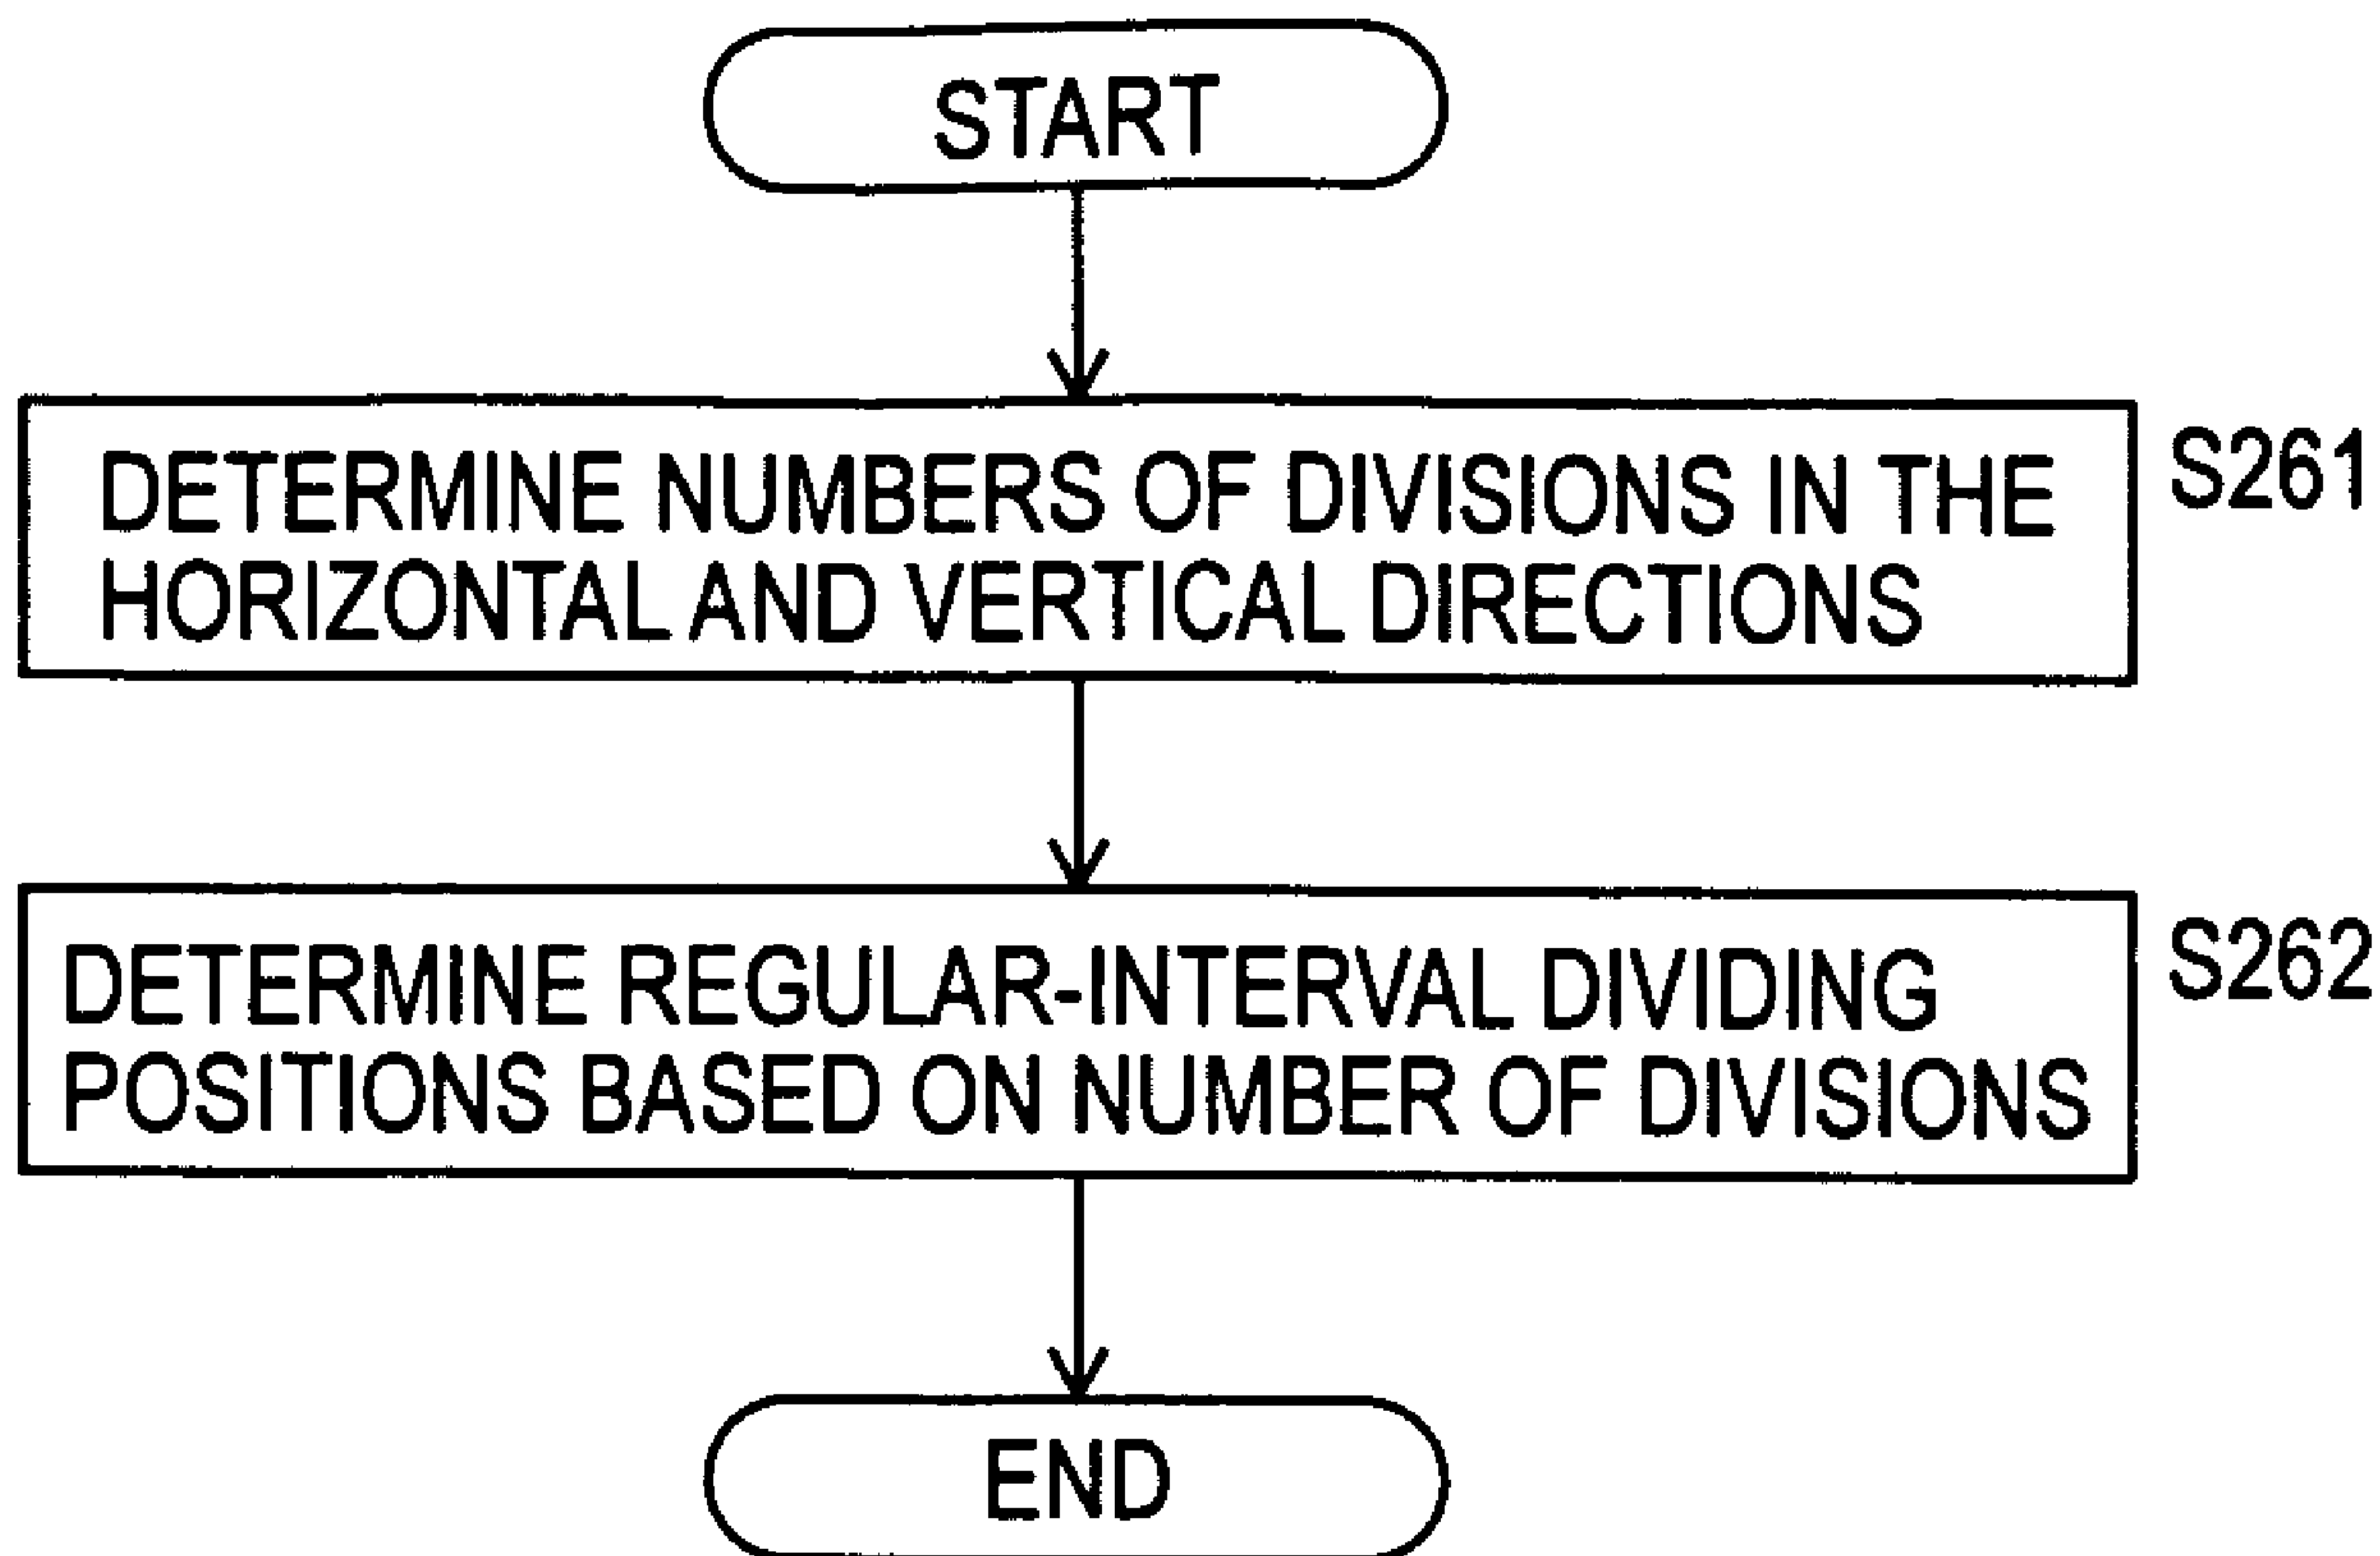 START
DETERMINE NUMBERS OF DIVISIONS IN THE
HORIZONTAL AND VERTICAL DIRECTIONS
S261
DETERMINE REGULAR-INTERVAL DIVIDING
POSITIONS BASED ON NUMBER OF DIVISIONS
S262
END